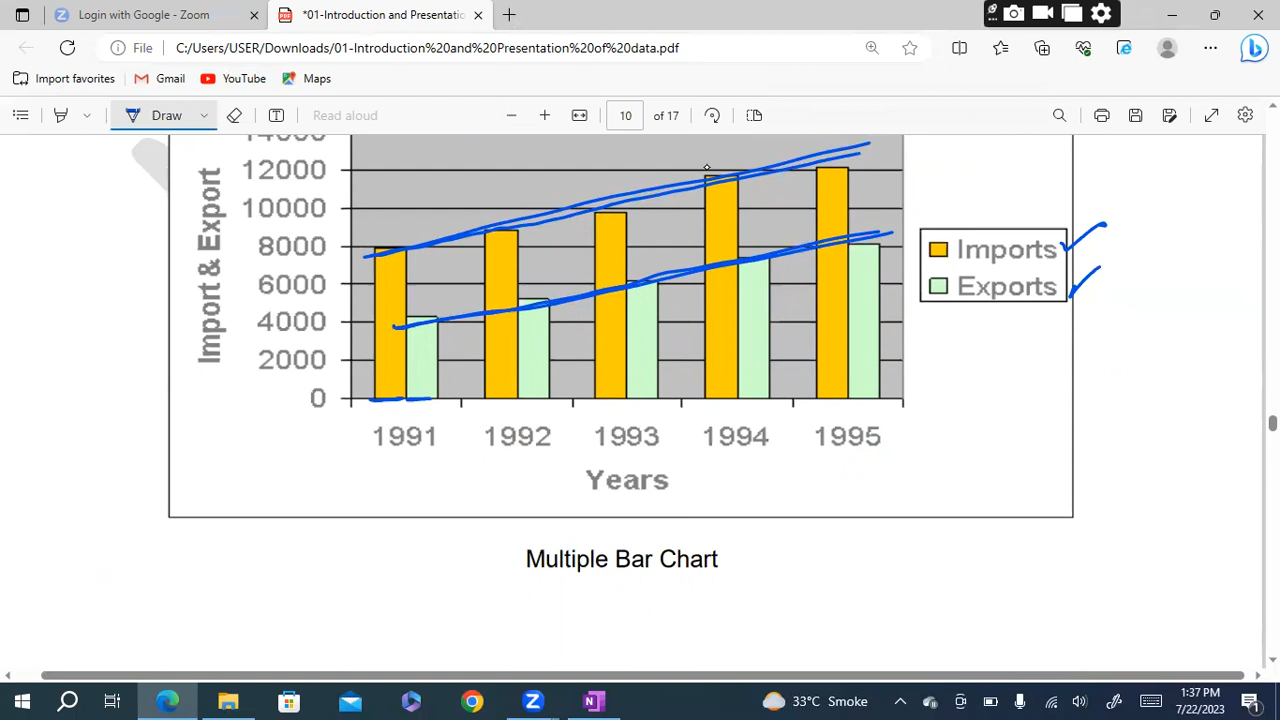 Login with Google - Zoom
*01-Introduction and Presentation
File
C:/Users/USER/Downloads/01-Introduction%20and%20Presentation%20of%20data.pdf
Import favorites
Gmail
YouTube
Maps
Draw
Read aloud
10
of 17
14000
12000
10000
8000
6000
4000
2000
0
Import & Export
Imports
Exports
1991 1992 1993 1994 1995
Years
Multiple Bar Chart
33°C Smoke
1:37 PM
7/22/2023
1